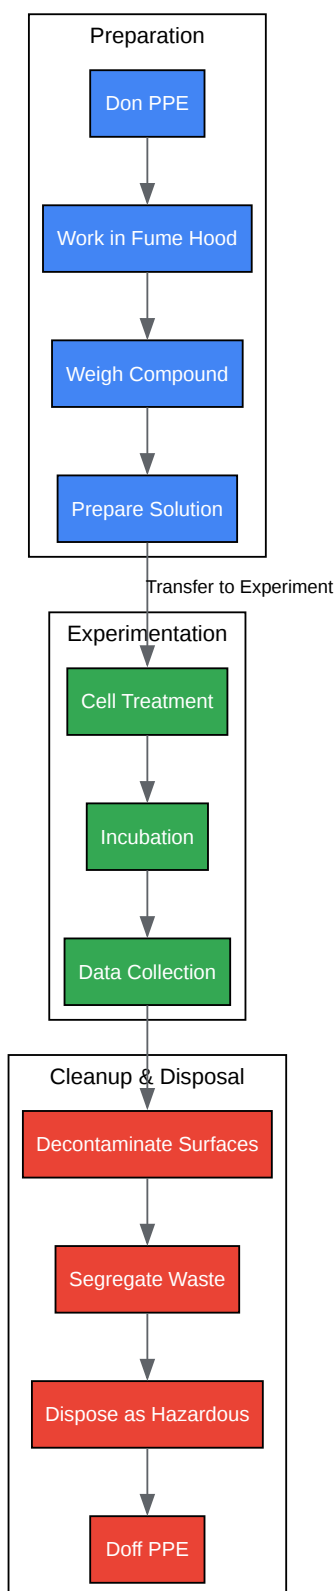 Preparation
Don PPE
Work in Fume Hood
Weigh Compound
Prepare Solution
Transfer to Experiment
Experimentation
Cell Treatment
Incubation
Data Collection
Cleanup & Disposal
Decontaminate Surfaces
Segregate Waste
Dispose as Hazardous
Doff PPE